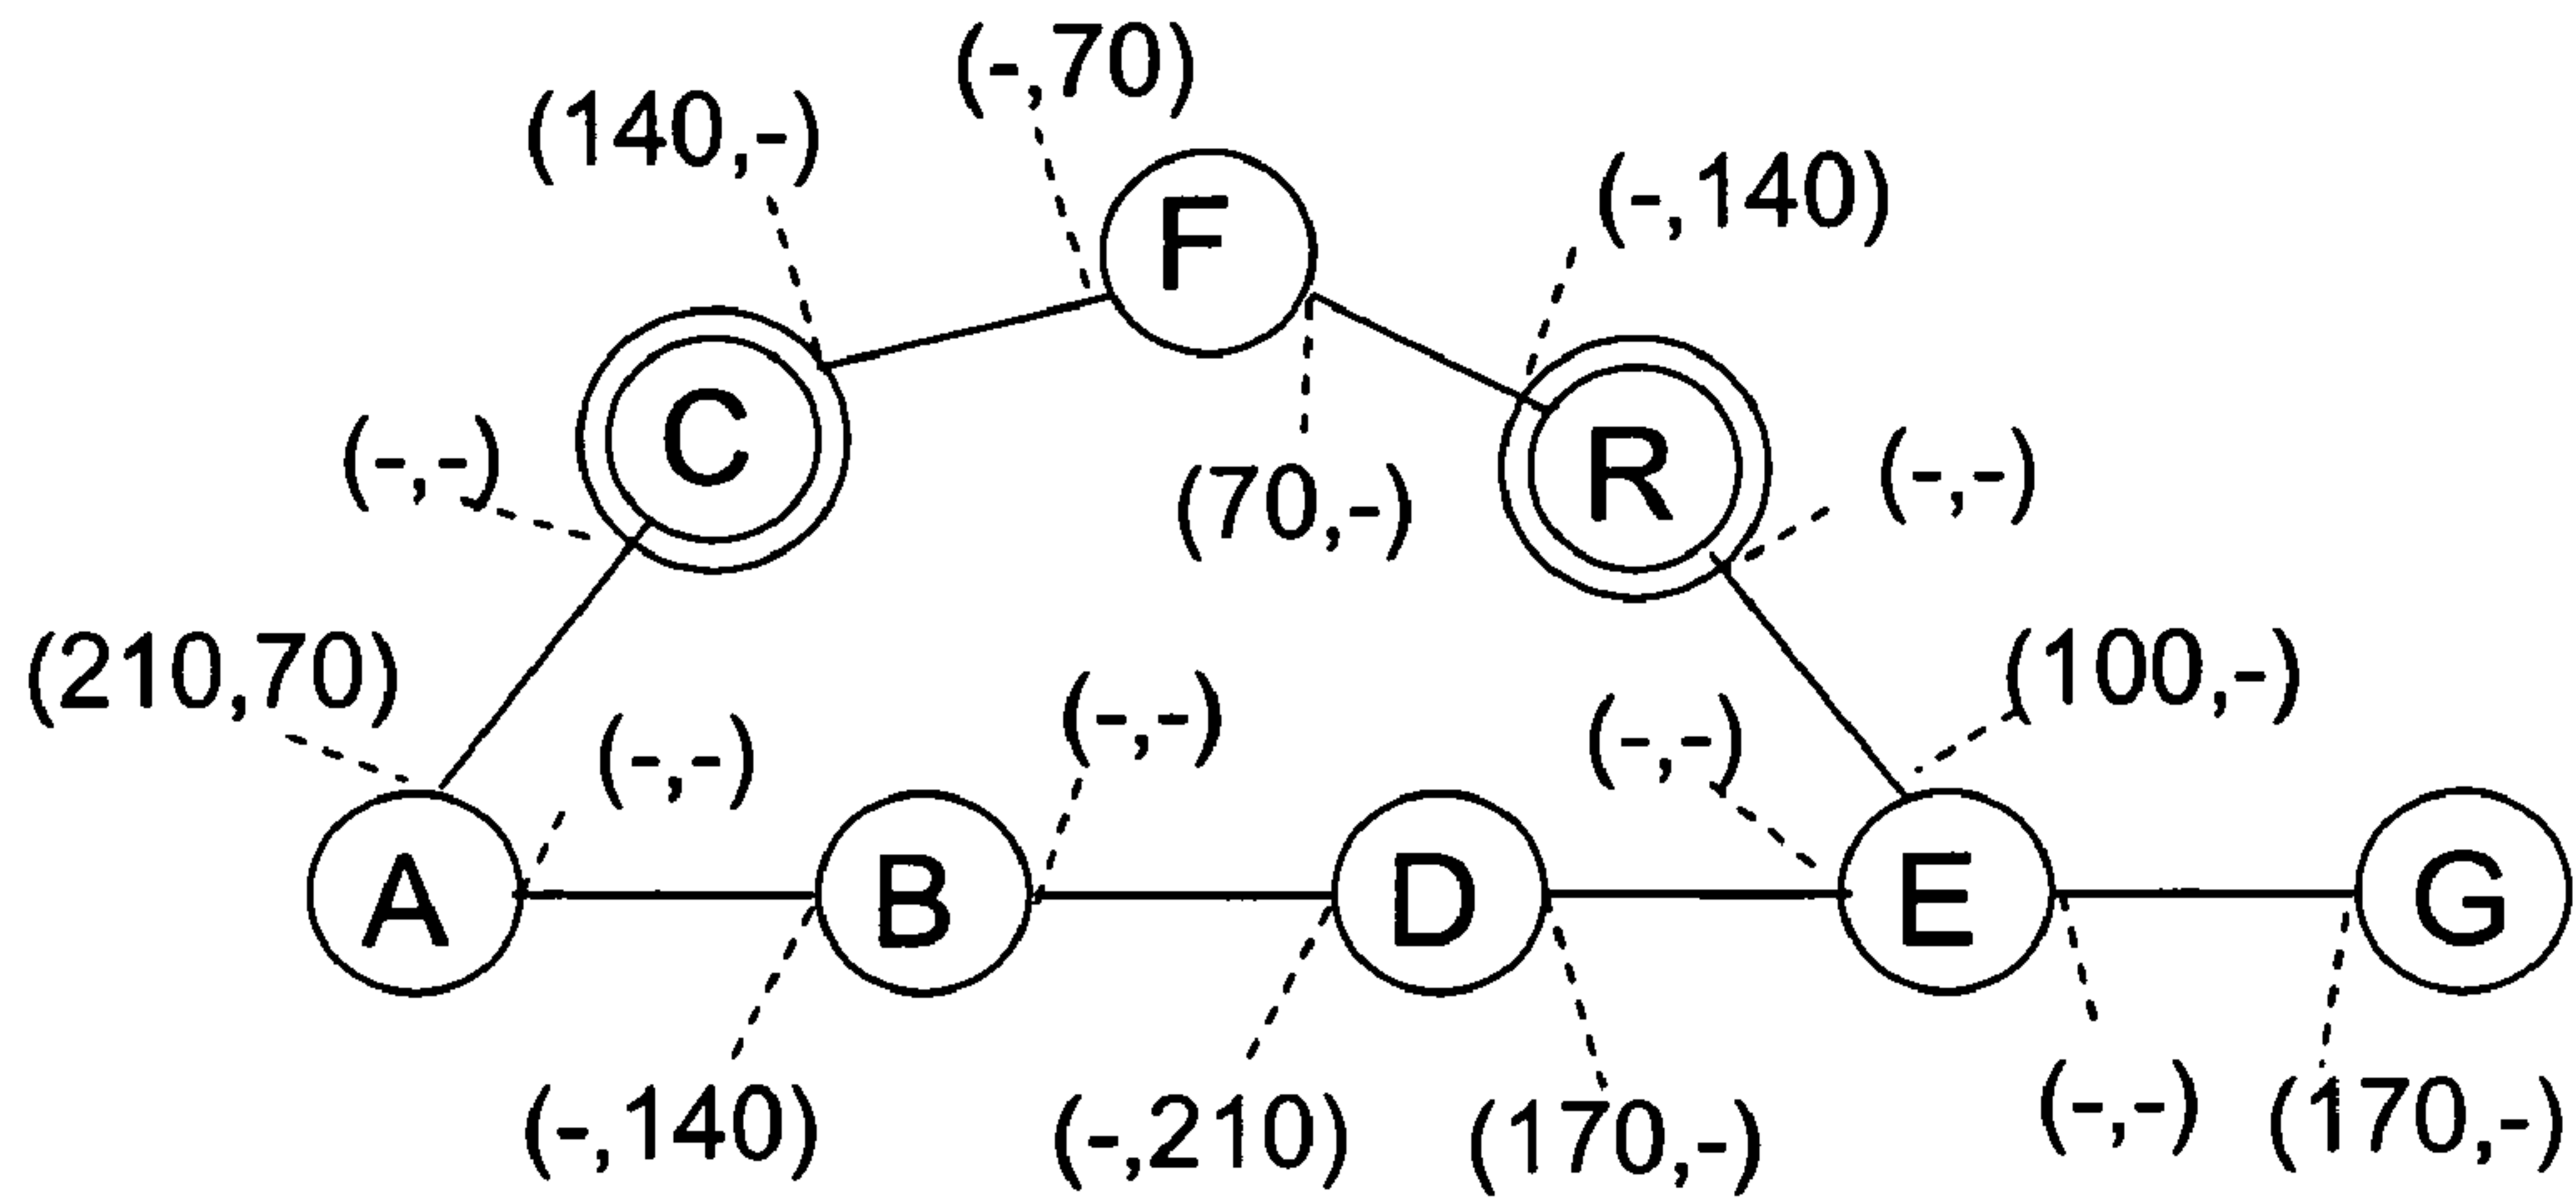 (-,70)
(140,-)
F
(-,140)
C
R
(-,-)
(70,-)
(-,-)
(210,70)
(-,-)
(-,-)
(-,-)
(100,-)
A
B
D
E
G
(-,140)
(-,210)
(170,-)
(-,-)
(170,-)